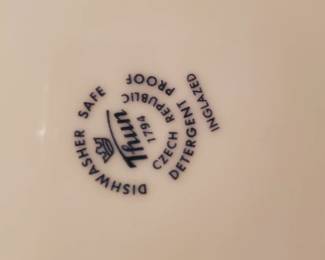 DISHWASHER SAFE
Thun
1794
CZECH REPUBLIC
DETERGENT PROOF
INGLAZED